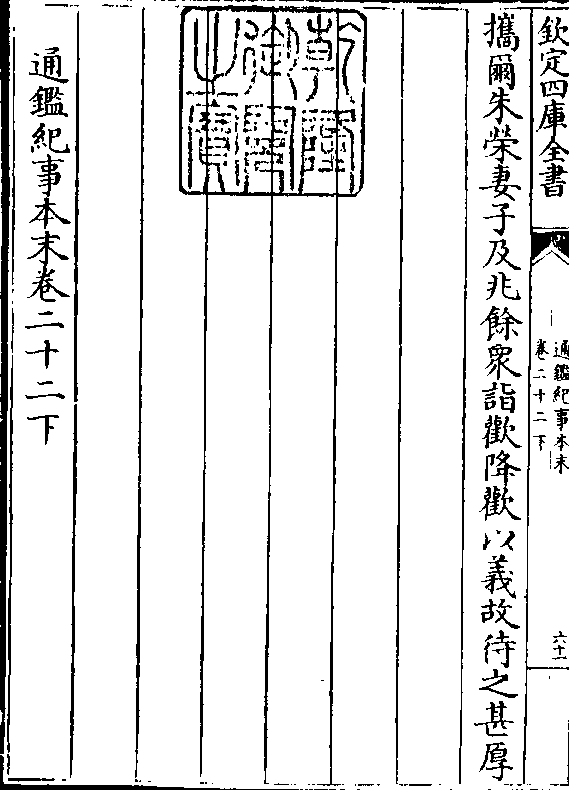 欽定四庫全書
通鑑紀事本末
卷二十二下
六十一
攜爾朱榮妻子及兆餘衆詣歡降歡以義故待之甚厚
乾隆御覽之寶
通鑑紀事本末卷二十二下